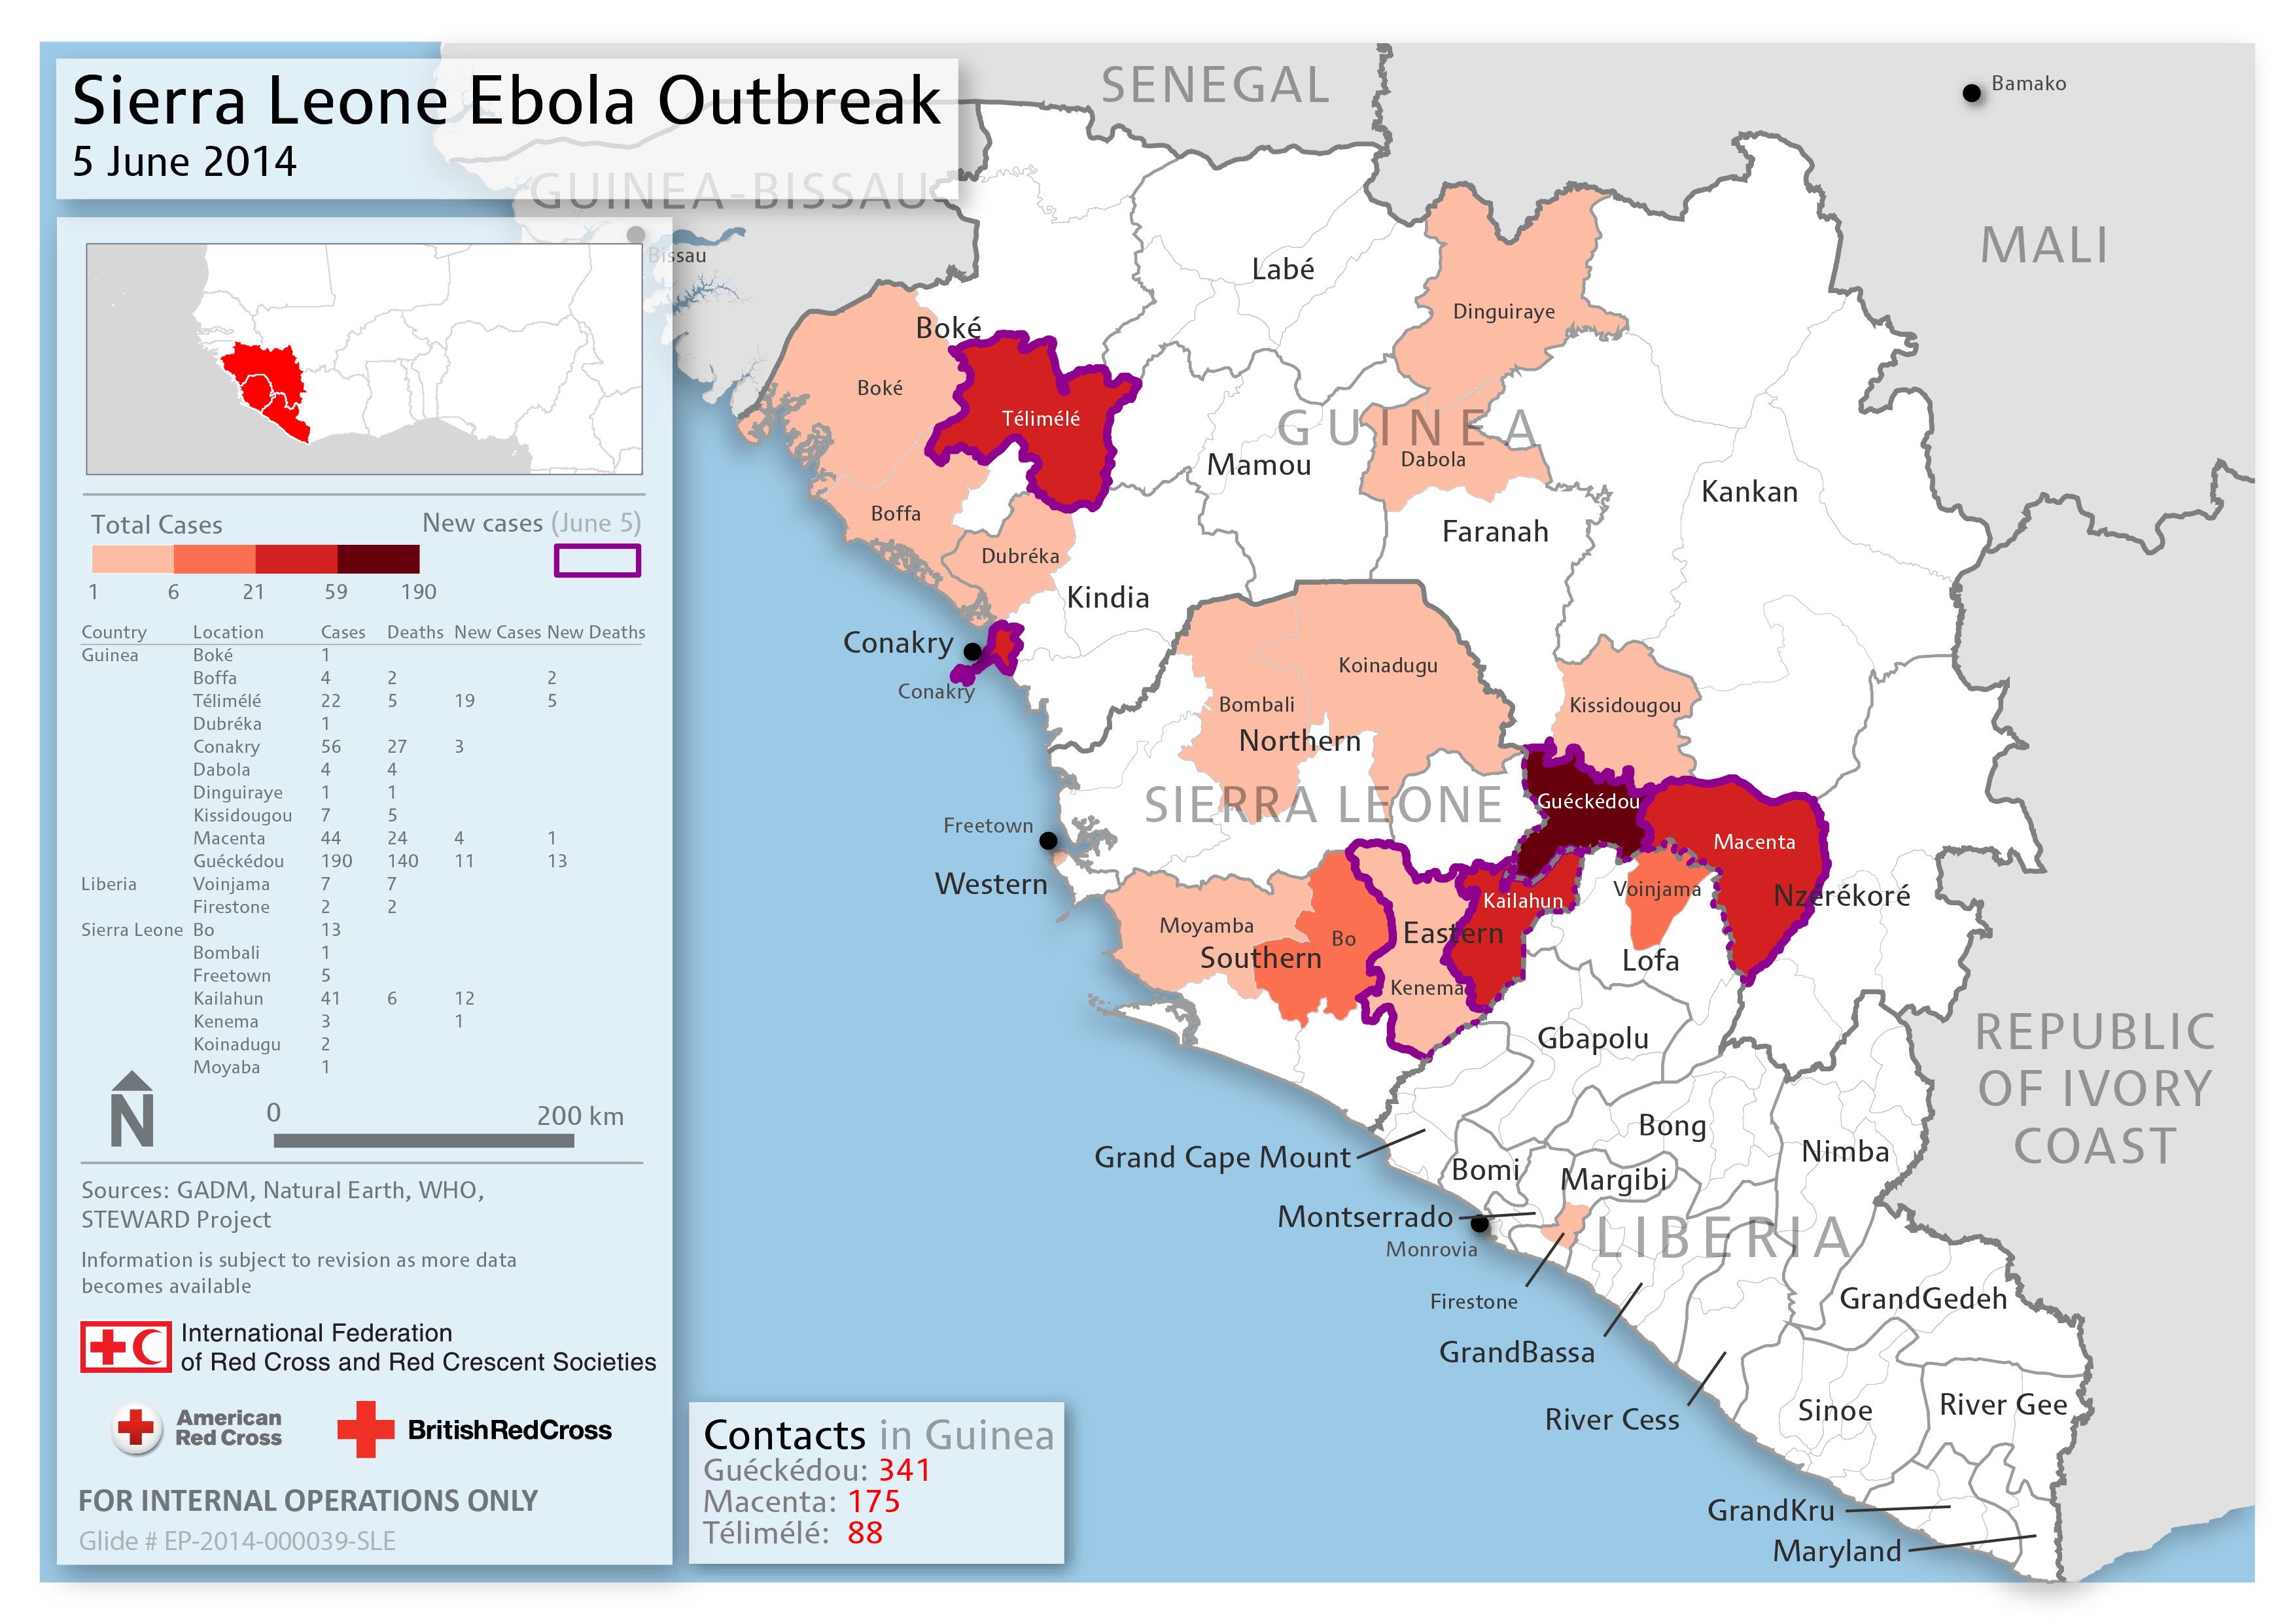 Sierra Leone Ebola Outbreak
5 June 2014
SENEGAL
GUINEA-BISSAU
Bissau
Bamako
MALI
Total Cases
New cases (June 5)
1 6 21 59 190
Country Location Cases Deaths New Cases New Deaths
Guinea Boké 1
Boffa 4 2 2
Télimélé 22 5 19 5
Dubréka 1
Conakry 56 27 3
Dabola 4 4
Dinguiraye 1 1
Kissidougou 7 5
Macenta 44 24 4 1
Guéckédou 190 140 11 13
Liberia Voinjama 7 7
Firestone 2 2
Sierra Leone Bo 13
Bombali 1
Freetown 5
Kailahun 41 6 12
Kenema 3 1
Koinadugu 2
Moyaba 1
N
0 200 km
Sources: GADM, Natural Earth, WHO,
STEWARD Project
Information is subject to revision as more data
becomes available
International Federation
of Red Cross and Red Crescent Societies
American
Red Cross
BritishRedCross
FOR INTERNAL OPERATIONS ONLY
Glide # EP-2014-000039-SLE
Contacts in Guinea
Guéckédou: 341
Macenta: 175
Télimélé: 88
Labé
Dinguiraye
Boké
Boké
Télimélé
GUINEA
Mamou
Dabola
Kankan
Boffa
Faranah
Dubréka
Kindia
Conakry
Conakry
Koinadugu
Bombali
Northern
Kissidougou
SIERRA LEONE
Guéckédou
Freetown
Macenta
Western
Voinjama
Nzérékoré
Kailahun
Moyamba
Bo
Eastern
Southern
Lofa
Kenema
Gbapolu
REPUBLIC
OF IVORY
COAST
Bong
Nimba
Grand Cape Mount
Bomi
Margibi
Montserrado
Monrovia
LIBERIA
Firestone
GrandGedeh
GrandBassa
River Cess
Sinoe
River Gee
GrandKru
Maryland